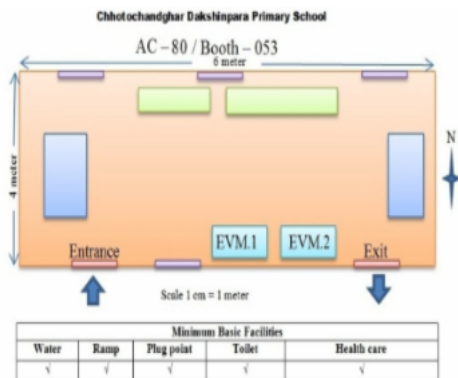 Chhotochandghar Dakshinpara Primary School
AC – 80 / Booth – 053
6 meter
4 meter
N
EVM.1 EVM.2
Entrance Exit
Scale 1 cm = 1 meter
Minimum Basic Facilities
Water Ramp Plug point Toilet Health care
√ √ √ √ √